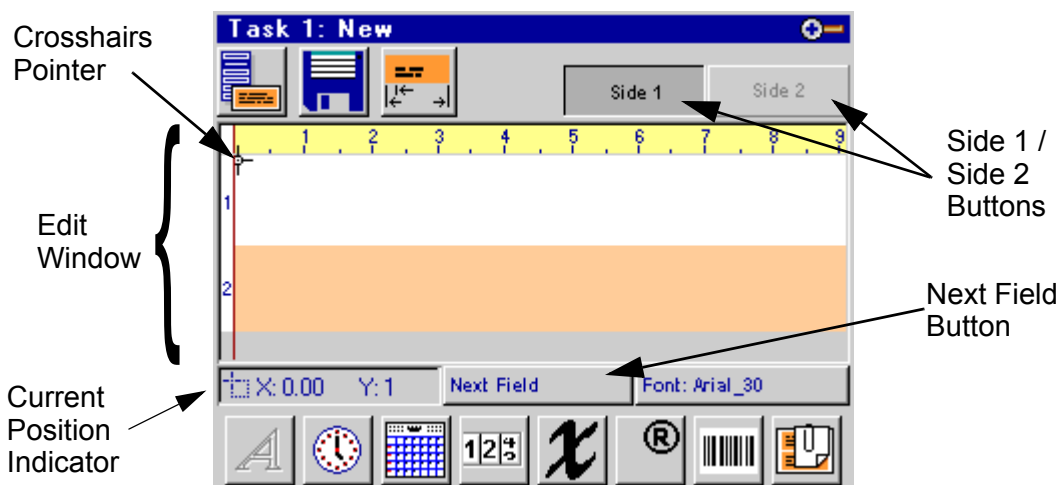 Crosshairs
Pointer
Task 1: New
Side 1
Side 2
1 2 3 4 5 6 7 8 9
1
2
Edit
Window
Side 1 /
Side 2
Buttons
Next Field
Button
X: 0.00 Y: 1
Next Field
Font: Arial_30
Current
Position
Indicator
A
1 2 3 4 5
x
®